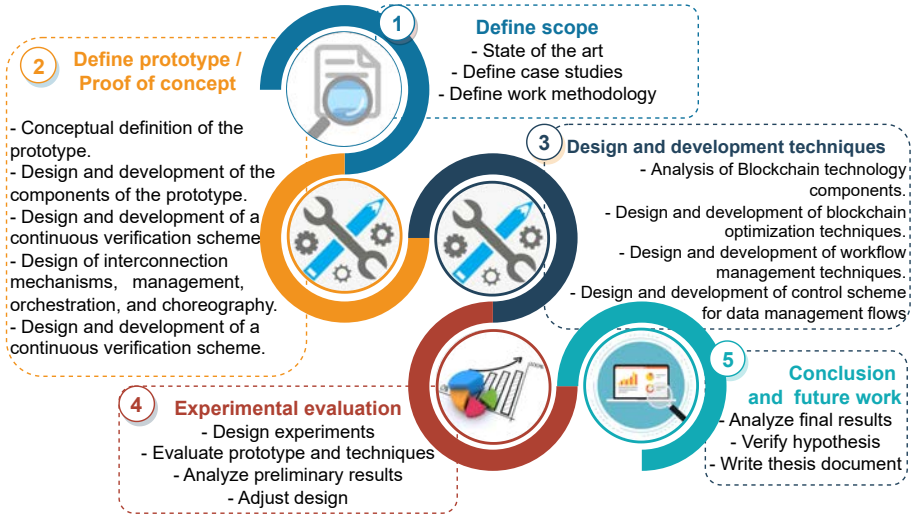 1
Define scope
- State of the art
- Define case studies
- Define work methodology
2
Define prototype /
Proof of concept
- Conceptual definition of the
prototype.
- Design and development of the
components of the prototype.
- Design and development of a
continuous verification scheme
- Design of interconnection
mechanisms, management,
orchestration, and choreography.
- Design and development of a
continuous verification scheme.
3
Design and development techniques
- Analysis of Blockchain technology
components.
- Design and development of blockchain
optimization techniques.
- Design and development of workflow
management techniques.
- Design and development of control scheme
for data management flows
4
Experimental evaluation
- Design experiments
- Evaluate prototype and techniques
- Analyze preliminary results
- Adjust design
5
Conclusion
and future work
- Analyze final results
- Verify hypothesis
- Write thesis document